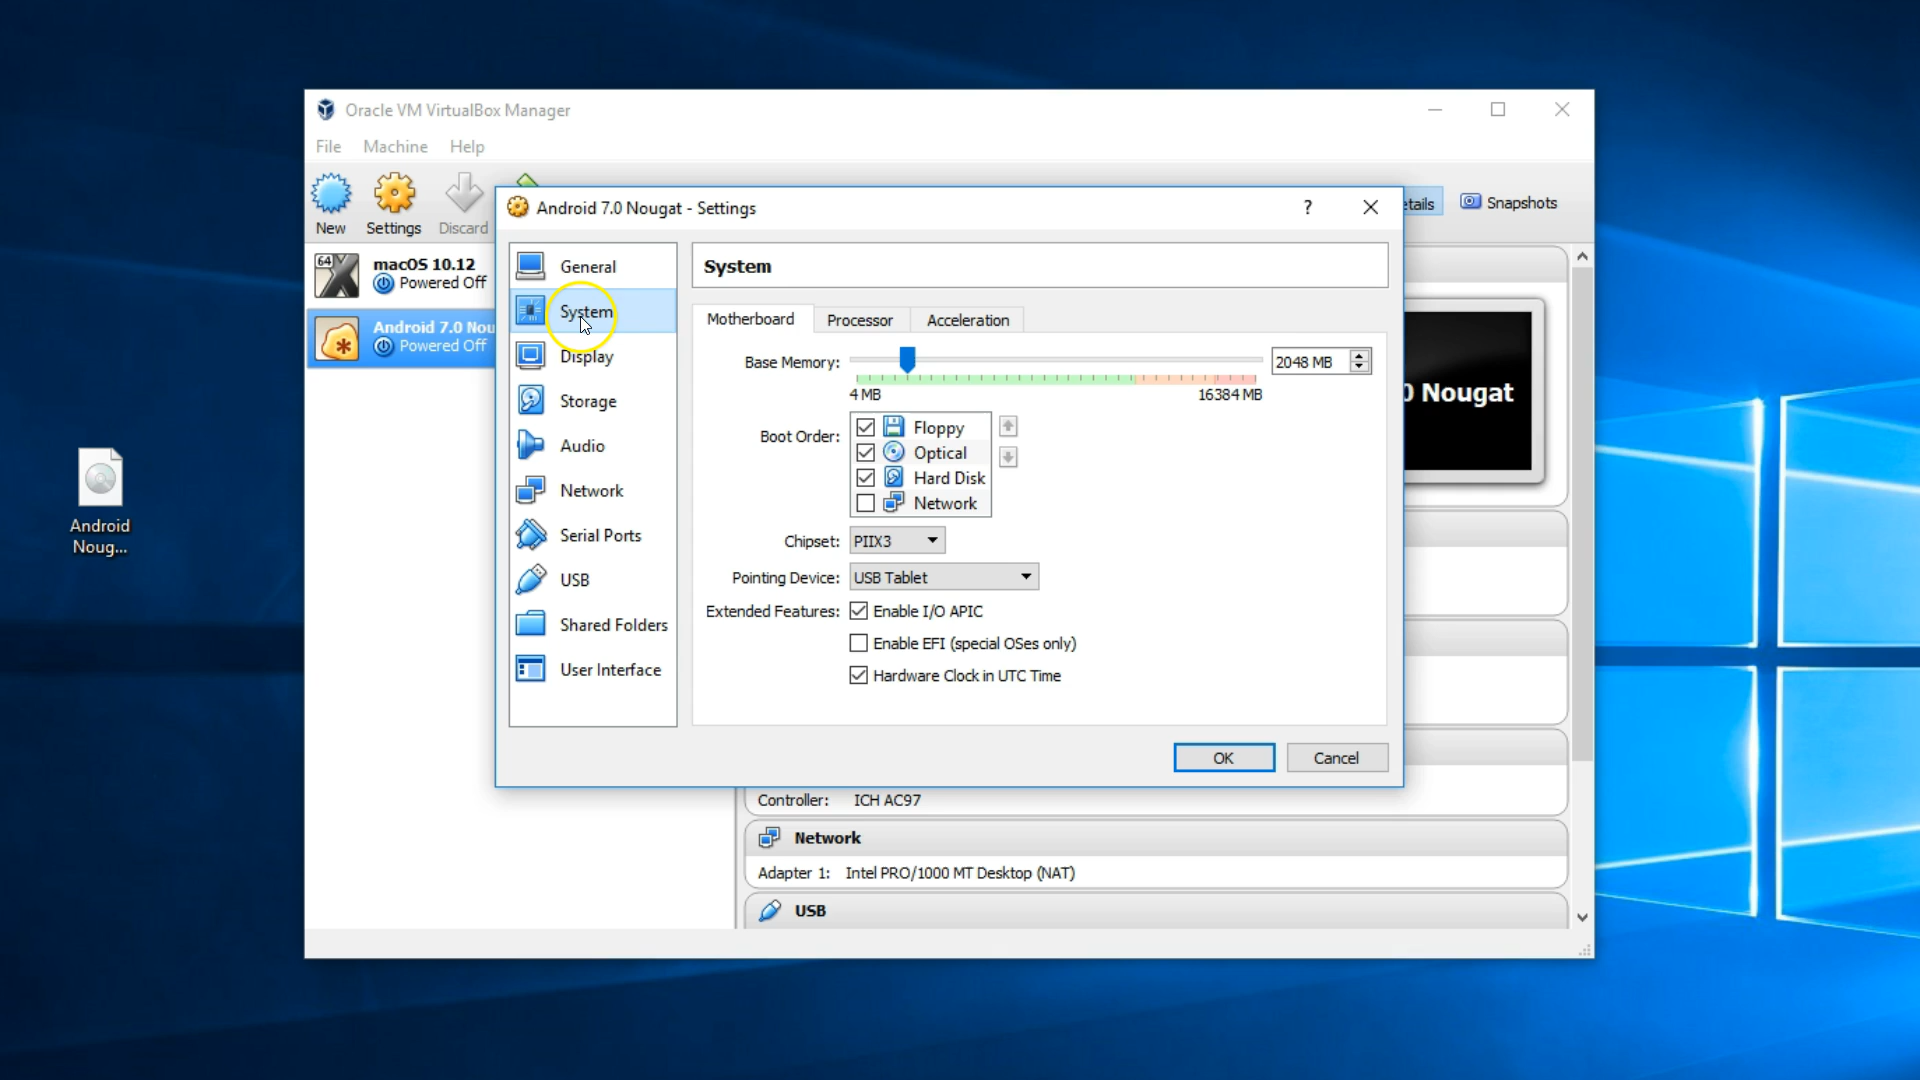 Oracle VM VirtualBox Manager
File Machine Help
New Settings Discard
etails Snapshots
64
macOS 10.12
Powered Off
Android 7.0 Nou
Powered Off
Android
Noug...
0 Nougat
Android 7.0 Nougat - Settings
?
General
System
Display
Storage
Audio
Network
Serial Ports
USB
Shared Folders
User Interface
System
Motherboard Processor Acceleration
Base Memory: 2048 MB
4 MB 16384 MB
Boot Order: Floppy
Optical
Hard Disk
Network
Chipset: PIIX3
Pointing Device: USB Tablet
Extended Features: Enable I/O APIC
Enable EFI (special OSes only)
Hardware Clock in UTC Time
OK Cancel
Controller: ICH AC97
Network
Adapter 1: Intel PRO/1000 MT Desktop (NAT)
USB